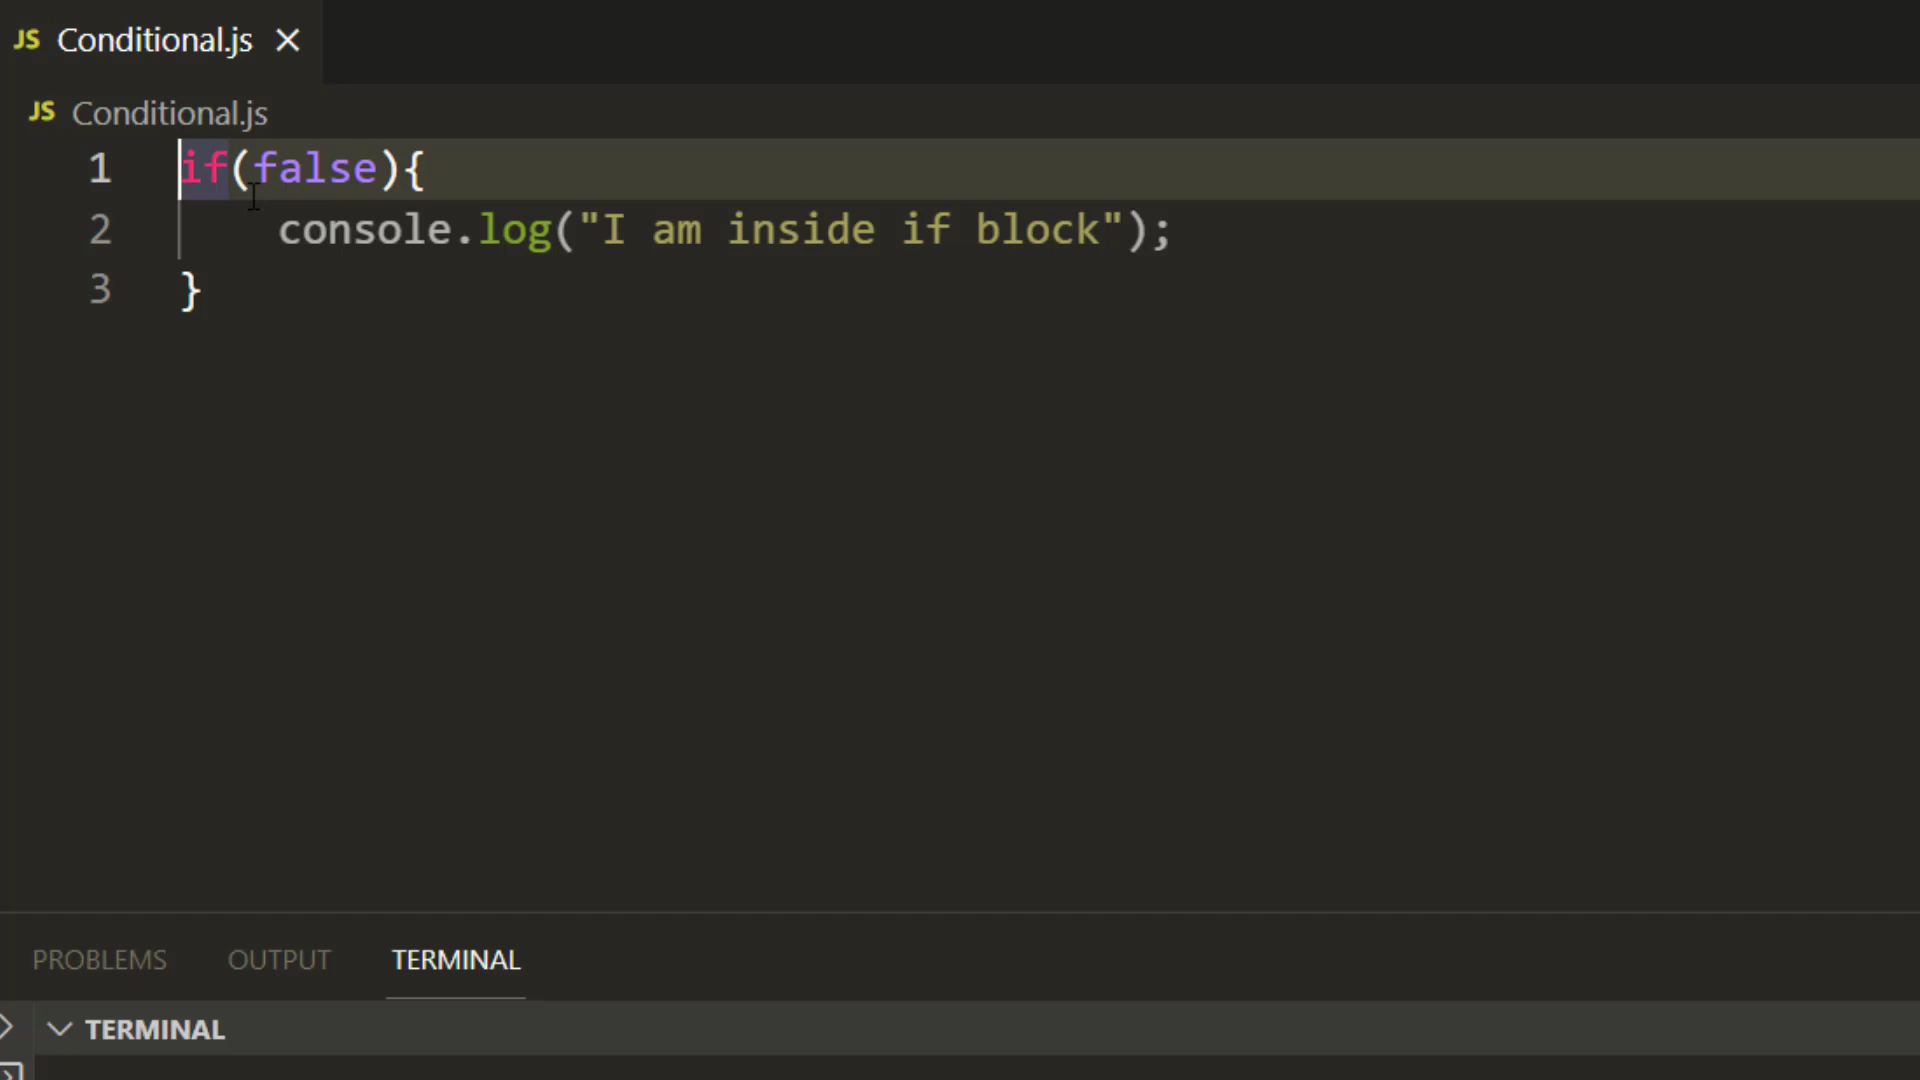 JS Conditional.js
JS Conditional.js
1 if(false){
2 console.log("I am inside if block");
3 }
PROBLEMS OUTPUT TERMINAL
TERMINAL